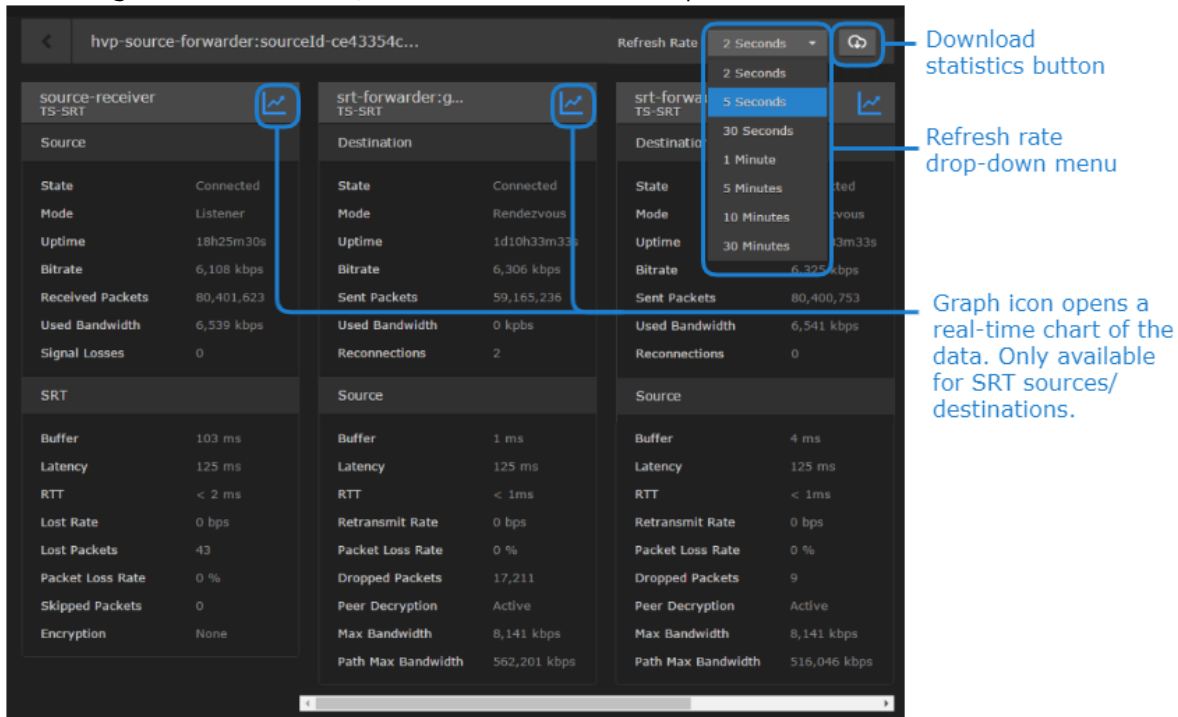 hvp-source-forwarder:sourceId-ce43354c...
Refresh Rate
2 Seconds
2 Seconds
5 Seconds
30 Seconds
1 Minute
5 Minutes
10 Minutes
30 Minutes
Download
statistics button
Refresh rate
drop-down menu
Graph icon opens a
real-time chart of the
data. Only available
for SRT sources/
destinations.
source-receiver
TS-SRT
Source
State Connected
Mode Listener
Uptime 18h25m30s
Bitrate 6,108 kbps
Received Packets 80,401,623
Used Bandwidth 6,539 kbps
Signal Losses 0
SRT
Buffer 103 ms
Latency 125 ms
RTT < 2 ms
Lost Rate 0 bps
Lost Packets 43
Packet Loss Rate 0 %
Skipped Packets 0
Encryption None
srt-forwarder:g...
TS-SRT
Destination
State Connected
Mode Rendezvous
Uptime 1d10h33m33s
Bitrate 6,306 kbps
Sent Packets 59,165,236
Used Bandwidth 0 kpbs
Reconnections 2
Source
Buffer 1 ms
Latency 125 ms
RTT < 1ms
Retransmit Rate 0 bps
Packet Loss Rate 0 %
Dropped Packets 17,211
Peer Decryption Active
Max Bandwidth 8,141 kbps
Path Max Bandwidth 562,201 kbps
srt-forwa
TS-SRT
Destination
State ted
Mode vous
Uptime 3m33s
Bitrate 6,325 kbps
Sent Packets 80,400,753
Used Bandwidth 6,541 kbps
Reconnections 0
Source
Buffer 4 ms
Latency 125 ms
RTT < 1ms
Retransmit Rate 0 bps
Packet Loss Rate 0 %
Dropped Packets 9
Peer Decryption Active
Max Bandwidth 8,141 kbps
Path Max Bandwidth 516,046 kbps